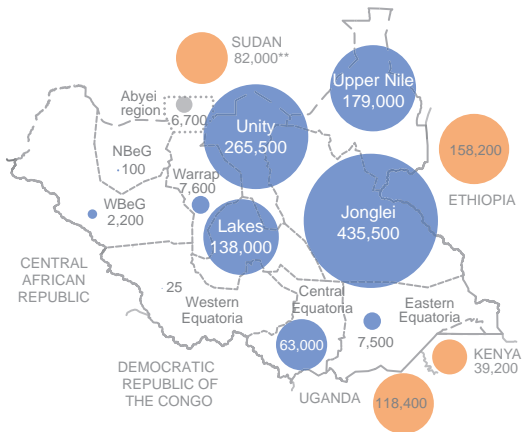 SUDAN
82,000**
Upper Nile
179,000
Abyei
region
6,700
Unity
265,500
158,200
ETHIOPIA
NBeG
·100
Warrap
7,600
WBeG
2,200
Lakes
138,000
Jonglei
435,500
CENTRAL
AFRICAN
REPUBLIC
·25
Western
Equatoria
Central
Equatoria
Eastern
Equatoria
63,000
7,500
KENYA
39,200
DEMOCRATIC
REPUBLIC OF
THE CONGO
UGANDA
118,400